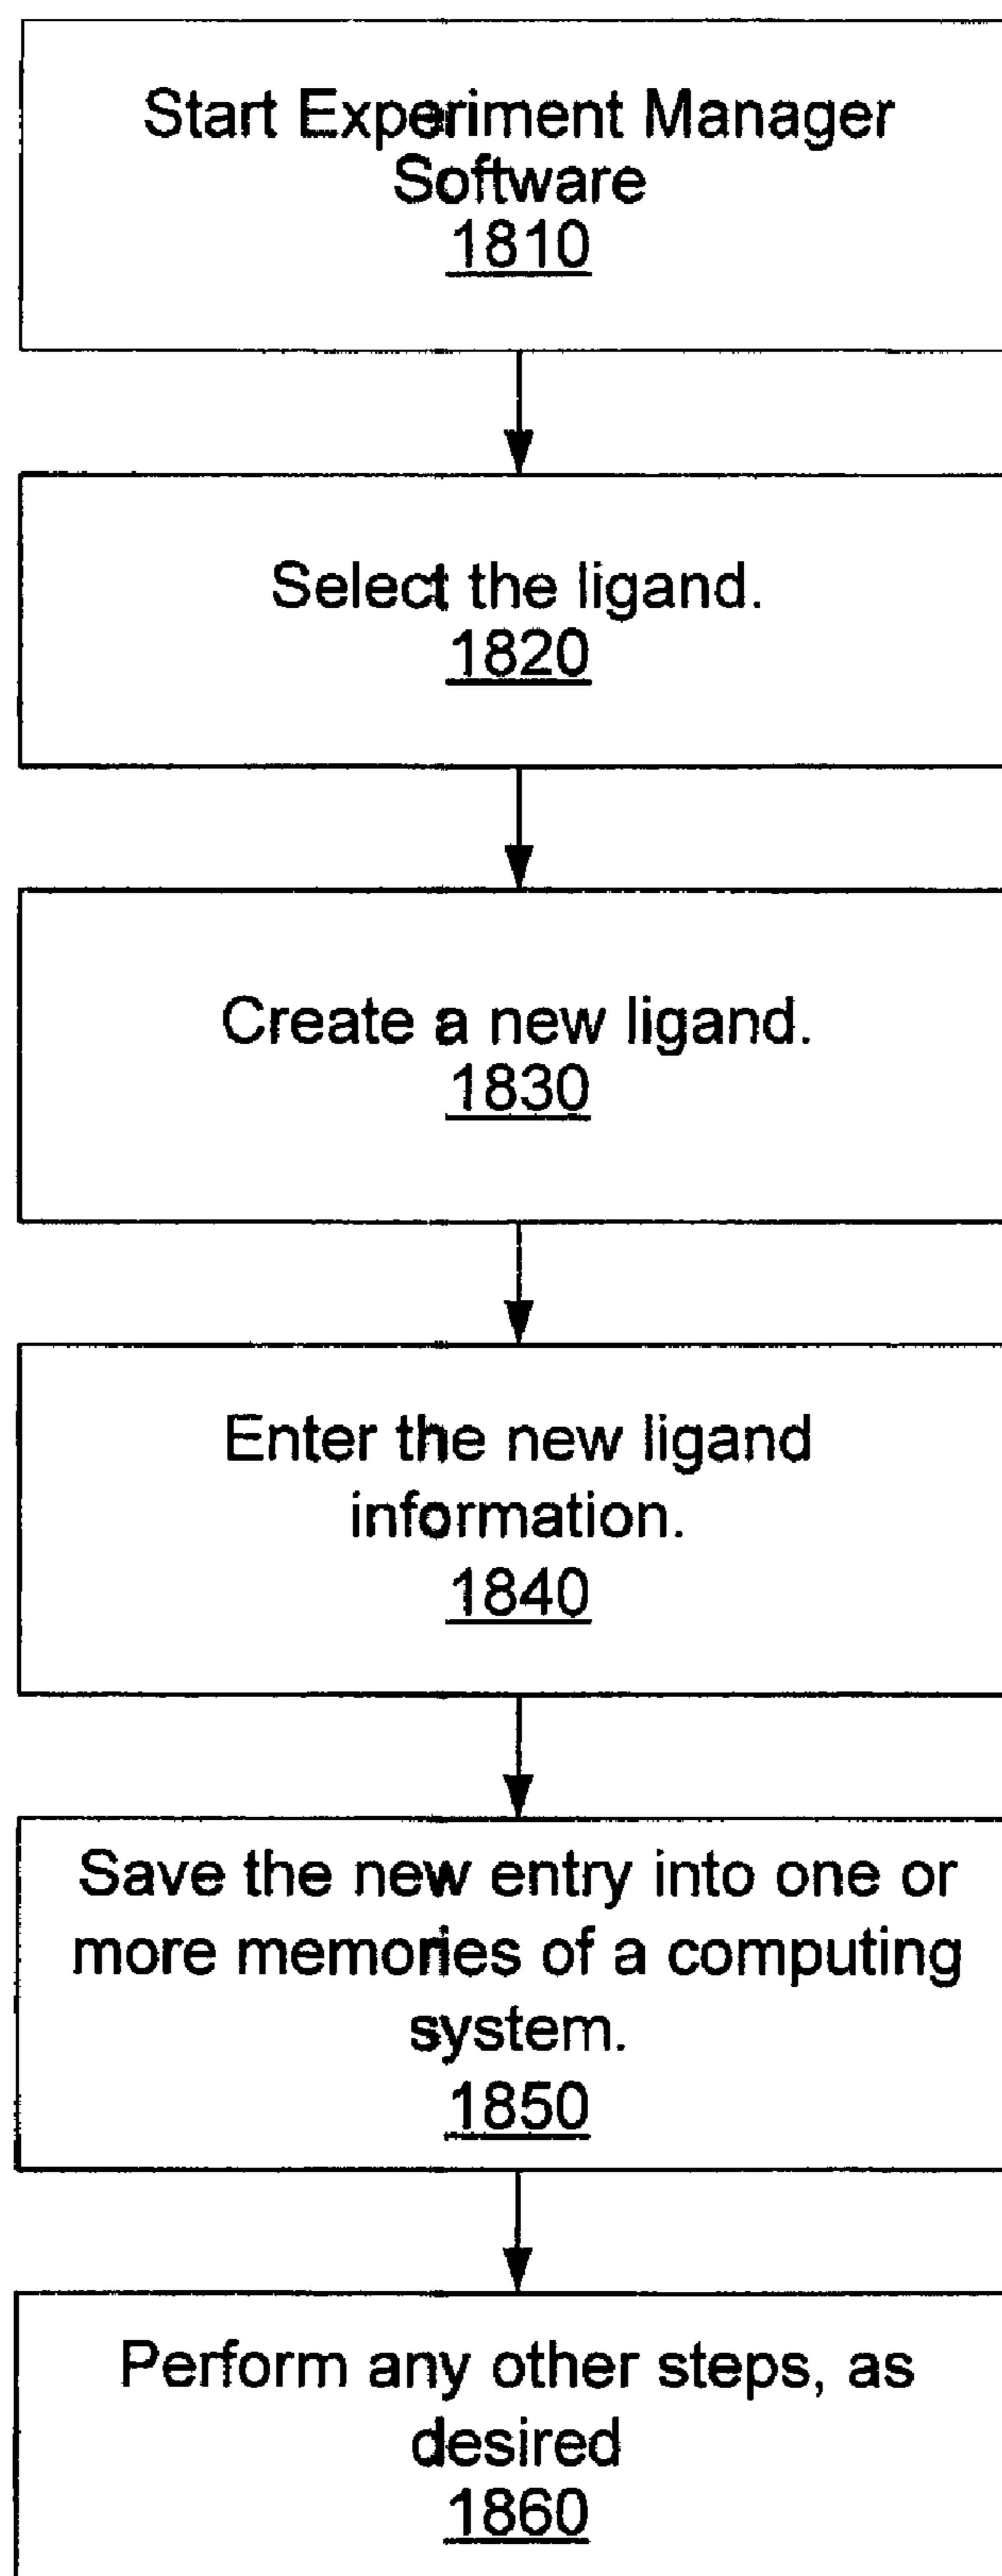 Start Experiment Manager
Software
1810
Select the ligand.
1820
Create a new ligand.
1830
Enter the new ligand
information.
1840
Save the new entry into one or
more memories of a computing
system.
1850
Perform any other steps, as
desired
1860